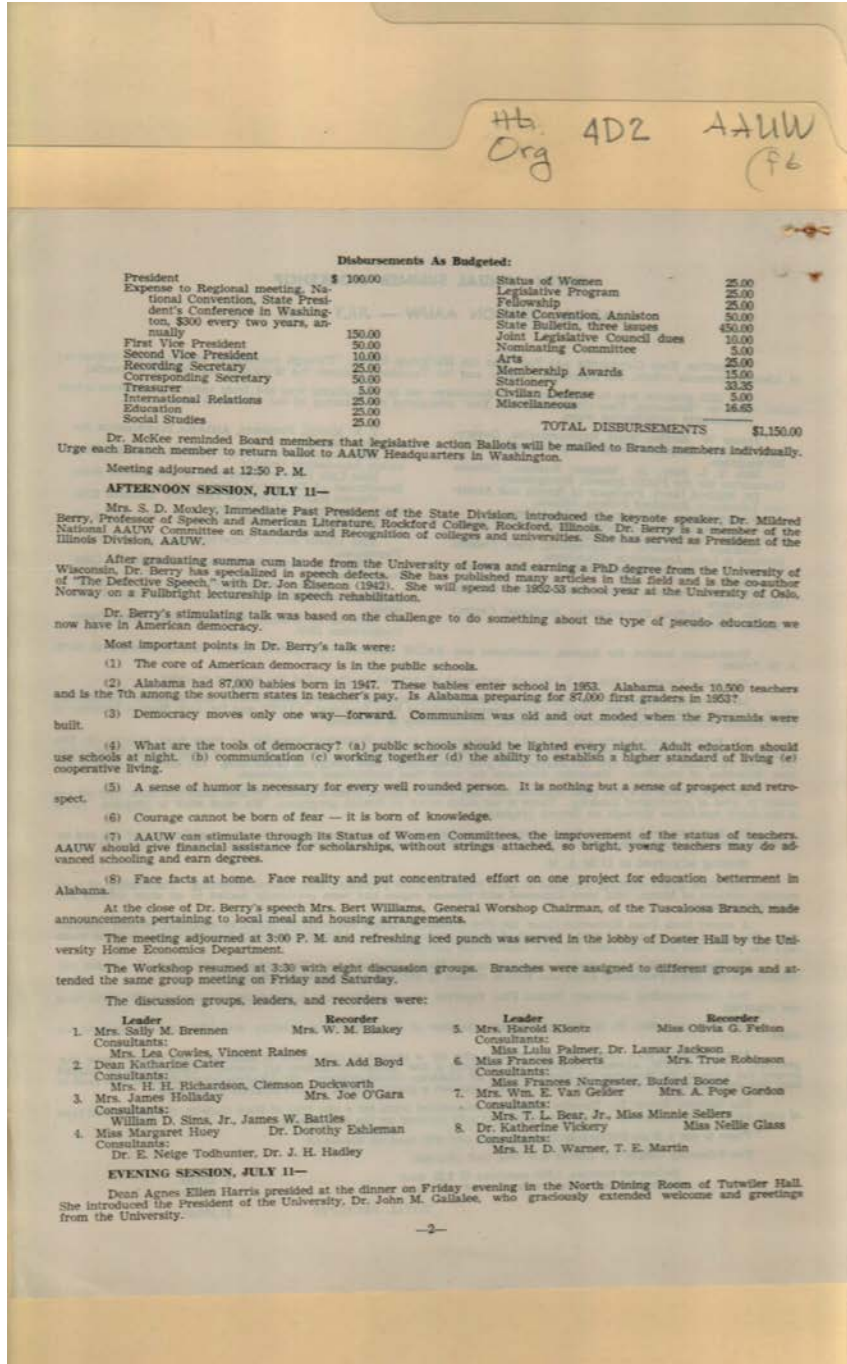 Hb. 4D2 AAUW
Org (f6
Disbursements As Budgeted:
President $ 100.00
Expense to Regional meeting, Na-
tional Convention, State Presi-
dent's Conference in Washing-
ton, $300 every two years, an-
nually 150.00
First Vice President 50.00
Second Vice President 10.00
Recording Secretary 25.00
Corresponding Secretary 50.00
Treasurer 5.00
International Relations 25.00
Education 25.00
Social Studies 25.00
Status of Women 25.00
Legislative Program 25.00
Fellowship 25.00
State Convention, Anniston 50.00
State Bulletin, three issues 450.00
Joint Legislative Council dues 10.00
Nominating Committee 5.00
Arts 25.00
Membership Awards 15.00
Stationery 33.35
Civilian Defense 5.00
Miscellaneous 16.65
TOTAL DISBURSEMENTS $1,150.00
Dr. McKee reminded Board members that legislative action Ballots will be mailed to Branch members individually.
Urge each Branch member to return ballot to AAUW Headquarters in Washington.
Meeting adjourned at 12:50 P. M.
AFTERNOON SESSION, JULY 11—
Mrs. S. D. Moxley, Immediate Past President of the State Division, introduced the keynote speaker, Dr. Mildred
Berry, Professor of Speech and American Literature, Rockford College, Rockford, Illinois. Dr. Berry is a member of the
National AAUW Committee on Standards and Recognition of colleges and universities. She has served as President of the
Illinois Division, AAUW.
After graduating summa cum laude from the University of Iowa and earning a PhD degree from the University of
Wisconsin, Dr. Berry has specialized in speech defects. She has published many articles in this field and is the co-author
of "The Defective Speech," with Dr. Jon Eisenon (1942). She will spend the 1952-53 school year at the University of Oslo,
Norway on a Fullbright lectureship in speech rehabilitation.
Dr. Berry's stimulating talk was based on the challenge to do something about the type of pseudo- education we
now have in American democracy.
Most important points in Dr. Berry's talk were:
(1) The core of American democracy is in the public schools.
(2) Alabama had 87,000 babies born in 1947. These babies enter school in 1953. Alabama needs 10,500 teachers
and is the 7th among the southern states in teacher's pay. Is Alabama preparing for 87,000 first graders in 1953?
(3) Democracy moves only one way—forward. Communism was old and out moded when the Pyramids were
built.
(4) What are the tools of democracy? (a) public schools should be lighted every night. Adult education should
use schools at night. (b) communication (c) working together (d) the ability to establish a higher standard of living (e)
cooperative living.
(5) A sense of humor is necessary for every well rounded person. It is nothing but a sense of prospect and retro-
spect.
(6) Courage cannot be born of fear — it is born of knowledge.
(7) AAUW can stimulate through its Status of Women Committees, the improvement of the status of teachers.
AAUW should give financial assistance for scholarships, without strings attached, so bright, young teachers may do ad-
vanced schooling and earn degrees.
(8) Face facts at home. Face reality and put concentrated effort on one project for education betterment in
Alabama.
At the close of Dr. Berry's speech Mrs. Bert Williams, General Worshop Chairman, of the Tuscaloosa Branch, made
announcements pertaining to local meal and housing arrangements.
The meeting adjourned at 3:00 P. M. and refreshing iced punch was served in the lobby of Doster Hall by the Uni-
versity Home Economics Department.
The Workshop resumed at 3:30 with eight discussion groups. Branches were assigned to different groups and at-
tended the same group meeting on Friday and Saturday.
The discussion groups, leaders, and recorders were:
Leader Recorder
1. Mrs. Sally M. Brennen Mrs. W. M. Blakey
Consultants:
Mrs. Lea Cowles, Vincent Raines
2. Dean Katharine Cater Mrs. Add Boyd
Consultants:
Mrs. H. H. Richardson, Clemson Duckworth
3. Mrs. James Holladay Mrs. Joe O'Gara
Consultants:
William D. Sims, Jr., James W. Battles
4. Miss Margaret Huey Dr. Dorothy Eshleman
Consultants:
Dr. E. Neige Todhunter, Dr. J. H. Hadley
Leader Recorder
5. Mrs. Harold Klontz Miss Olivia G. Felton
Consultants:
Miss Lulu Palmer, Dr. Lamar Jackson
6. Miss Frances Roberts Mrs. True Robinson
Consultants:
Miss Frances Nungester, Buford Boone
7. Mrs. Wm. E. Van Gelder Mrs. A. Pope Gordon
Consultants:
Mrs. T. L. Bear, Jr., Miss Minnie Sellers
8. Dr. Katherine Vickery Miss Nellie Glass
Consultants:
Mrs. H. D. Warner, T. E. Martin
EVENING SESSION, JULY 11—
Dean Agnes Ellen Harris presided at the dinner on Friday evening in the North Dining Room of Tutwiler Hall.
She introduced the President of the University, Dr. John M. Gallalee, who graciously extended welcome and greetings
from the University.
—2—